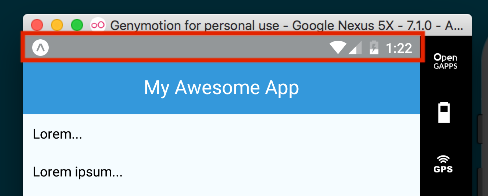 Genymotion for personal use - Google Nexus 5X - 7.1.0 - A...
1:22
Open
GAPPS
My Awesome App
GPS
Lorem...
Lorem ipsum...